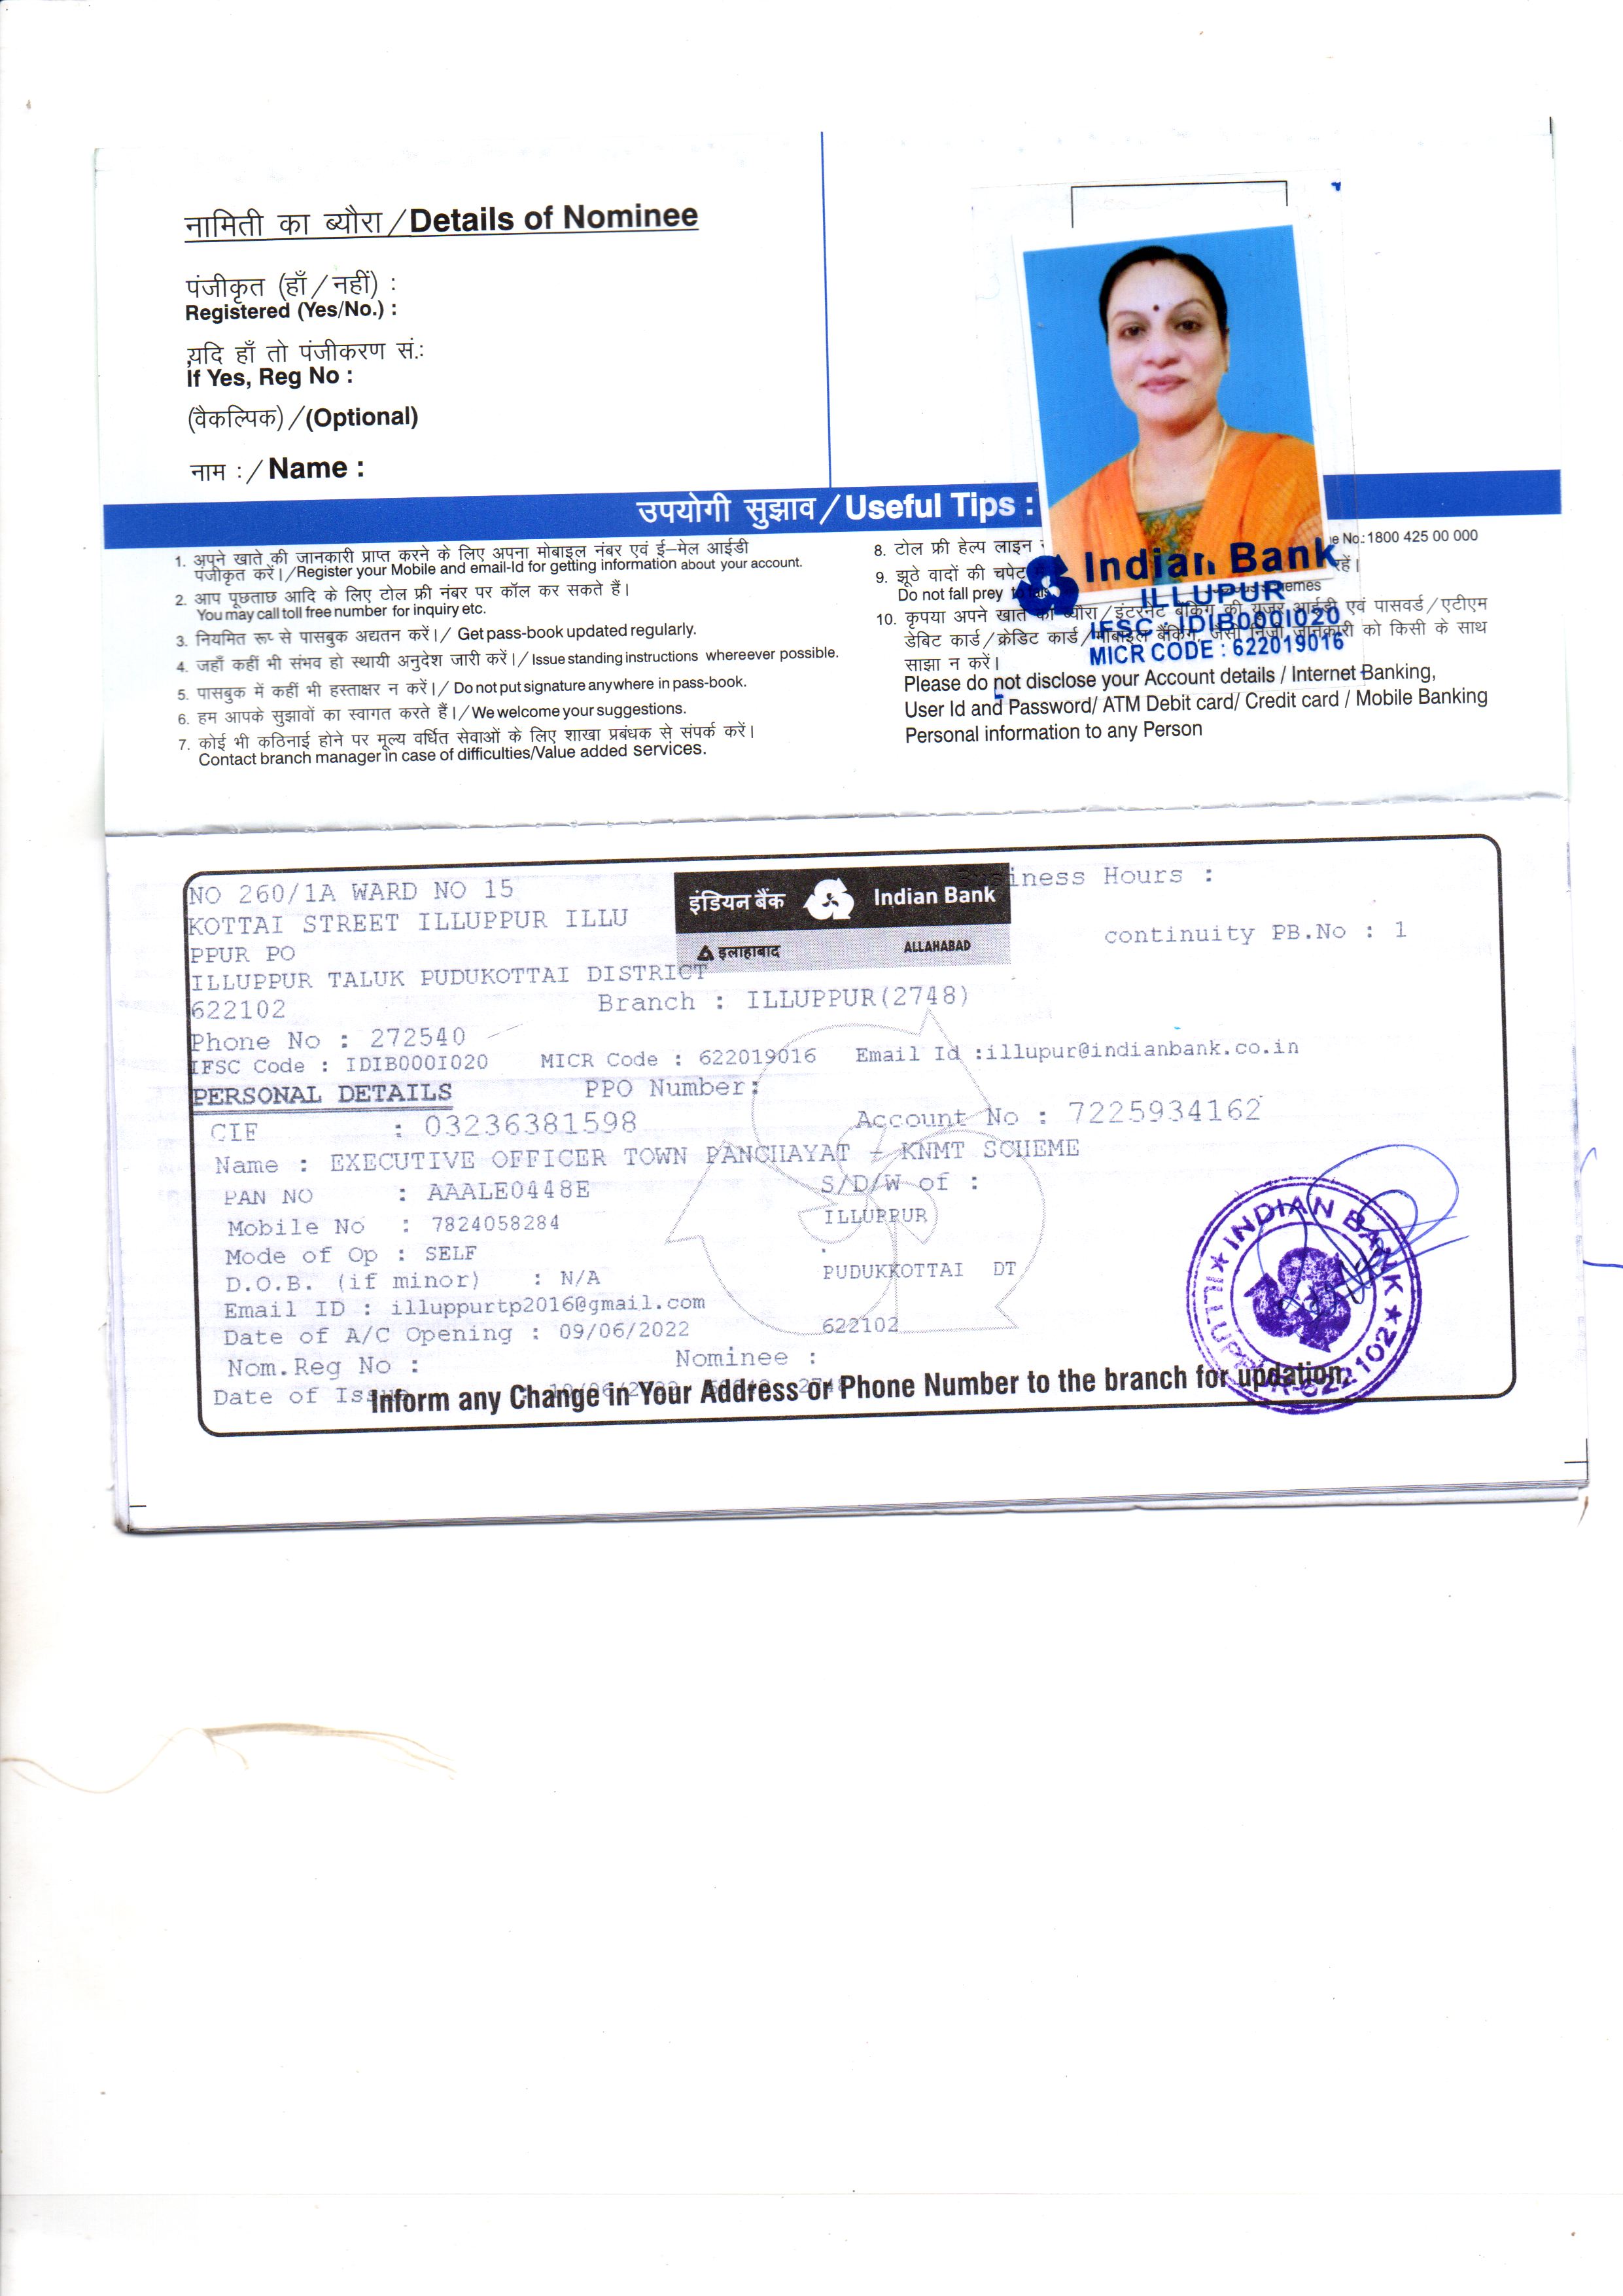 नामिती का ब्यौरा / Details of Nominee
पंजीकृत (हाँ / नहीं) :
Registered (Yes/No.) :
यदि हाँ तो पंजीकरण सं.:
If Yes, Reg No :
(वैकल्पिक) / (Optional)
नाम : / Name :
उपयोगी सुझाव / Useful Tips :
1. अपने खाते की जानकारी प्राप्त करने के लिए अपना मोबाइल नंबर एवं ई–मेल आईडी
पंजीकृत करें। / Register your Mobile and email-Id for getting information about your account.
2. आप पूछताछ आदि के लिए टोल फ्री नंबर पर कॉल कर सकते हैं।
You may call toll free number for inquiry etc.
3. नियमित रूप से पासबुक अद्यतन करें। / Get pass-book updated regularly.
4. जहाँ कहीं भी संभव हो स्थायी अनुदेश जारी करें। / Issue standing instructions whereever possible.
5. पासबुक में कहीं भी हस्ताक्षर न करें। / Do not put signature anywhere in pass-book.
6. हम आपके सुझावों का स्वागत करते हैं। / We welcome your suggestions.
7. कोई भी कठिनाई होने पर मूल्य वर्धित सेवाओं के लिए शाखा प्रबंधक से संपर्क करें।
Contact branch manager in case of difficulties/Value added services.
8. टोल फ्री हेल्प लाइन No.: 1800 425 00 000
9. झूठे वादों की चपेट रहें।
Do not fall prey
10. कृपया अपने खाते का ब्यौरा / इंटरनेट बैंकिंग की यूजर आईडी एवं पासवर्ड / एटीएम
डेबिट कार्ड / क्रेडिट कार्ड / मोबाइल बैंकिंग, जैसी निजी जानकारी को किसी के साथ
साझा न करें।
Please do not disclose your Account details / Internet Banking,
User Id and Password/ ATM Debit card/ Credit card / Mobile Banking
Personal information to any Person
Indian Bank
ILLUPUR
IFSC : IDIB000I020
MICR CODE : 622019016
NO 260/1A WARD NO 15
KOTTAI STREET ILLUPPUR ILLU
PPUR PO
ILLUPPUR TALUK PUDUKOTTAI DISTRICT
622102
इंडियन बैंक Indian Bank
इलाहाबाद ALLAHABAD
Business Hours :
continuity PB.No : 1
Branch : ILLUPPUR(2748)
Phone No : 272540
IFSC Code : IDIB000I020 MICR Code : 622019016 Email Id :illupur@indianbank.co.in
PERSONAL DETAILS PPO Number:
CIF : 03236381598 Account No : 7225934162
Name : EXECUTIVE OFFICER TOWN PANCHAYAT - KNMT SCHEME
PAN NO : AAALE0448E S/D/W of :
Mobile No : 7824058284 ILLUPPUR
Mode of Op : SELF
D.O.B. (if minor) : N/A PUDUKKOTTAI DT
Email ID : illuppurtp2016@gmail.com
Date of A/C Opening : 09/06/2022 622102
Nom.Reg No : Nominee :
Date of Issue :
Inform any Change in Your Address or Phone Number to the branch for updation.
INDIAN BANK
ILLUPPUR-622102